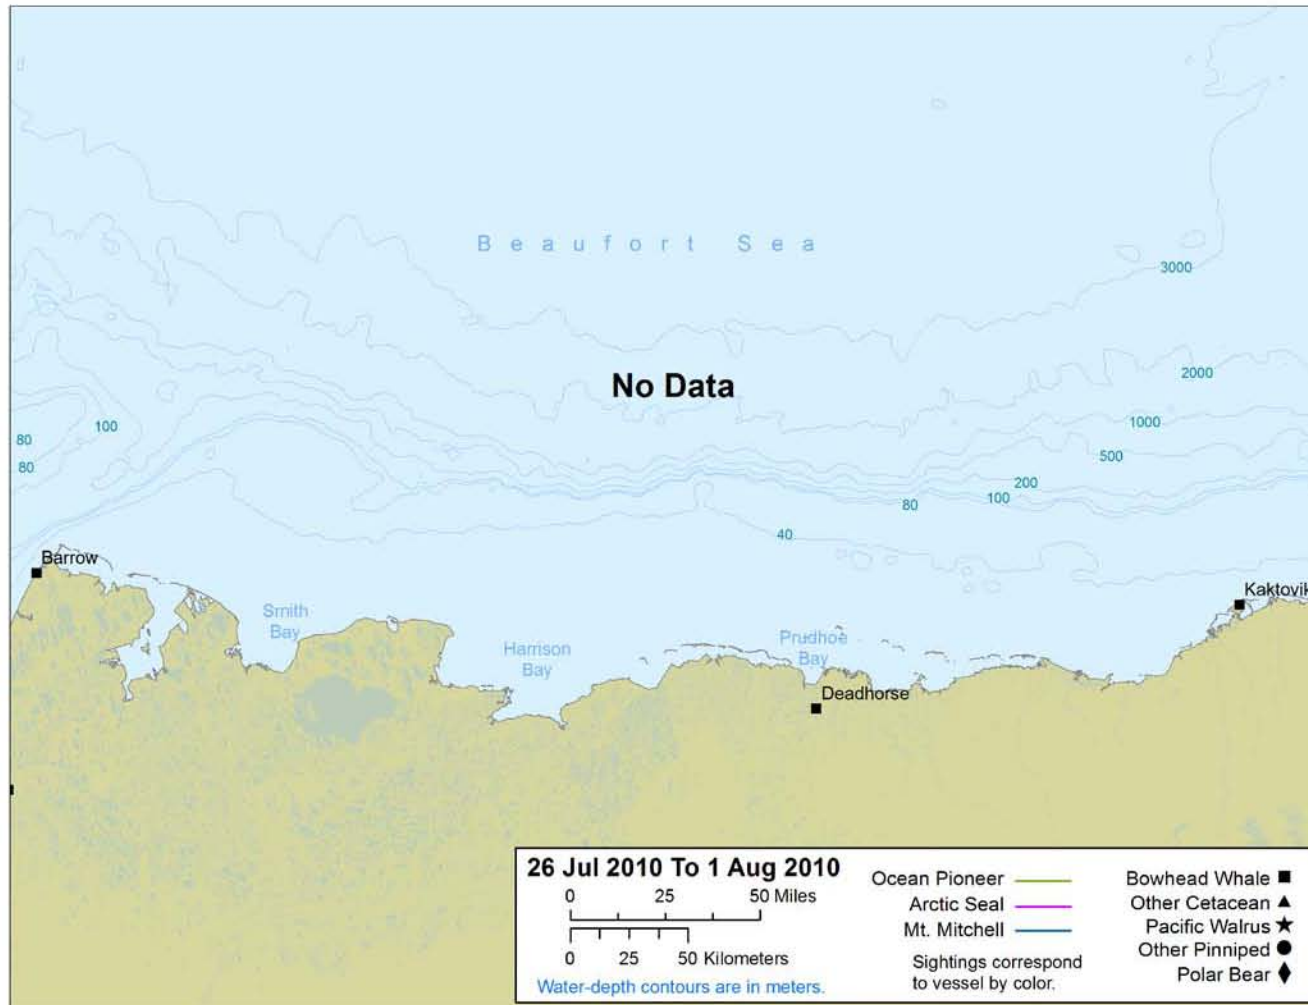 Beaufort Sea
3000
No Data
2000
80
100
1000
80
500
200
100
80
40
Barrow
Kaktovik
Smith
Bay
Harrison
Bay
Prudhoe
Bay
Deadhorse
26 Jul 2010 To 1 Aug 2010
0 25 50 Miles
0 25 50 Kilometers
Water-depth contours are in meters.
Ocean Pioneer
Arctic Seal
Mt. Mitchell
Sightings correspond
to vessel by color.
Bowhead Whale
Other Cetacean
Pacific Walrus
Other Pinniped
Polar Bear